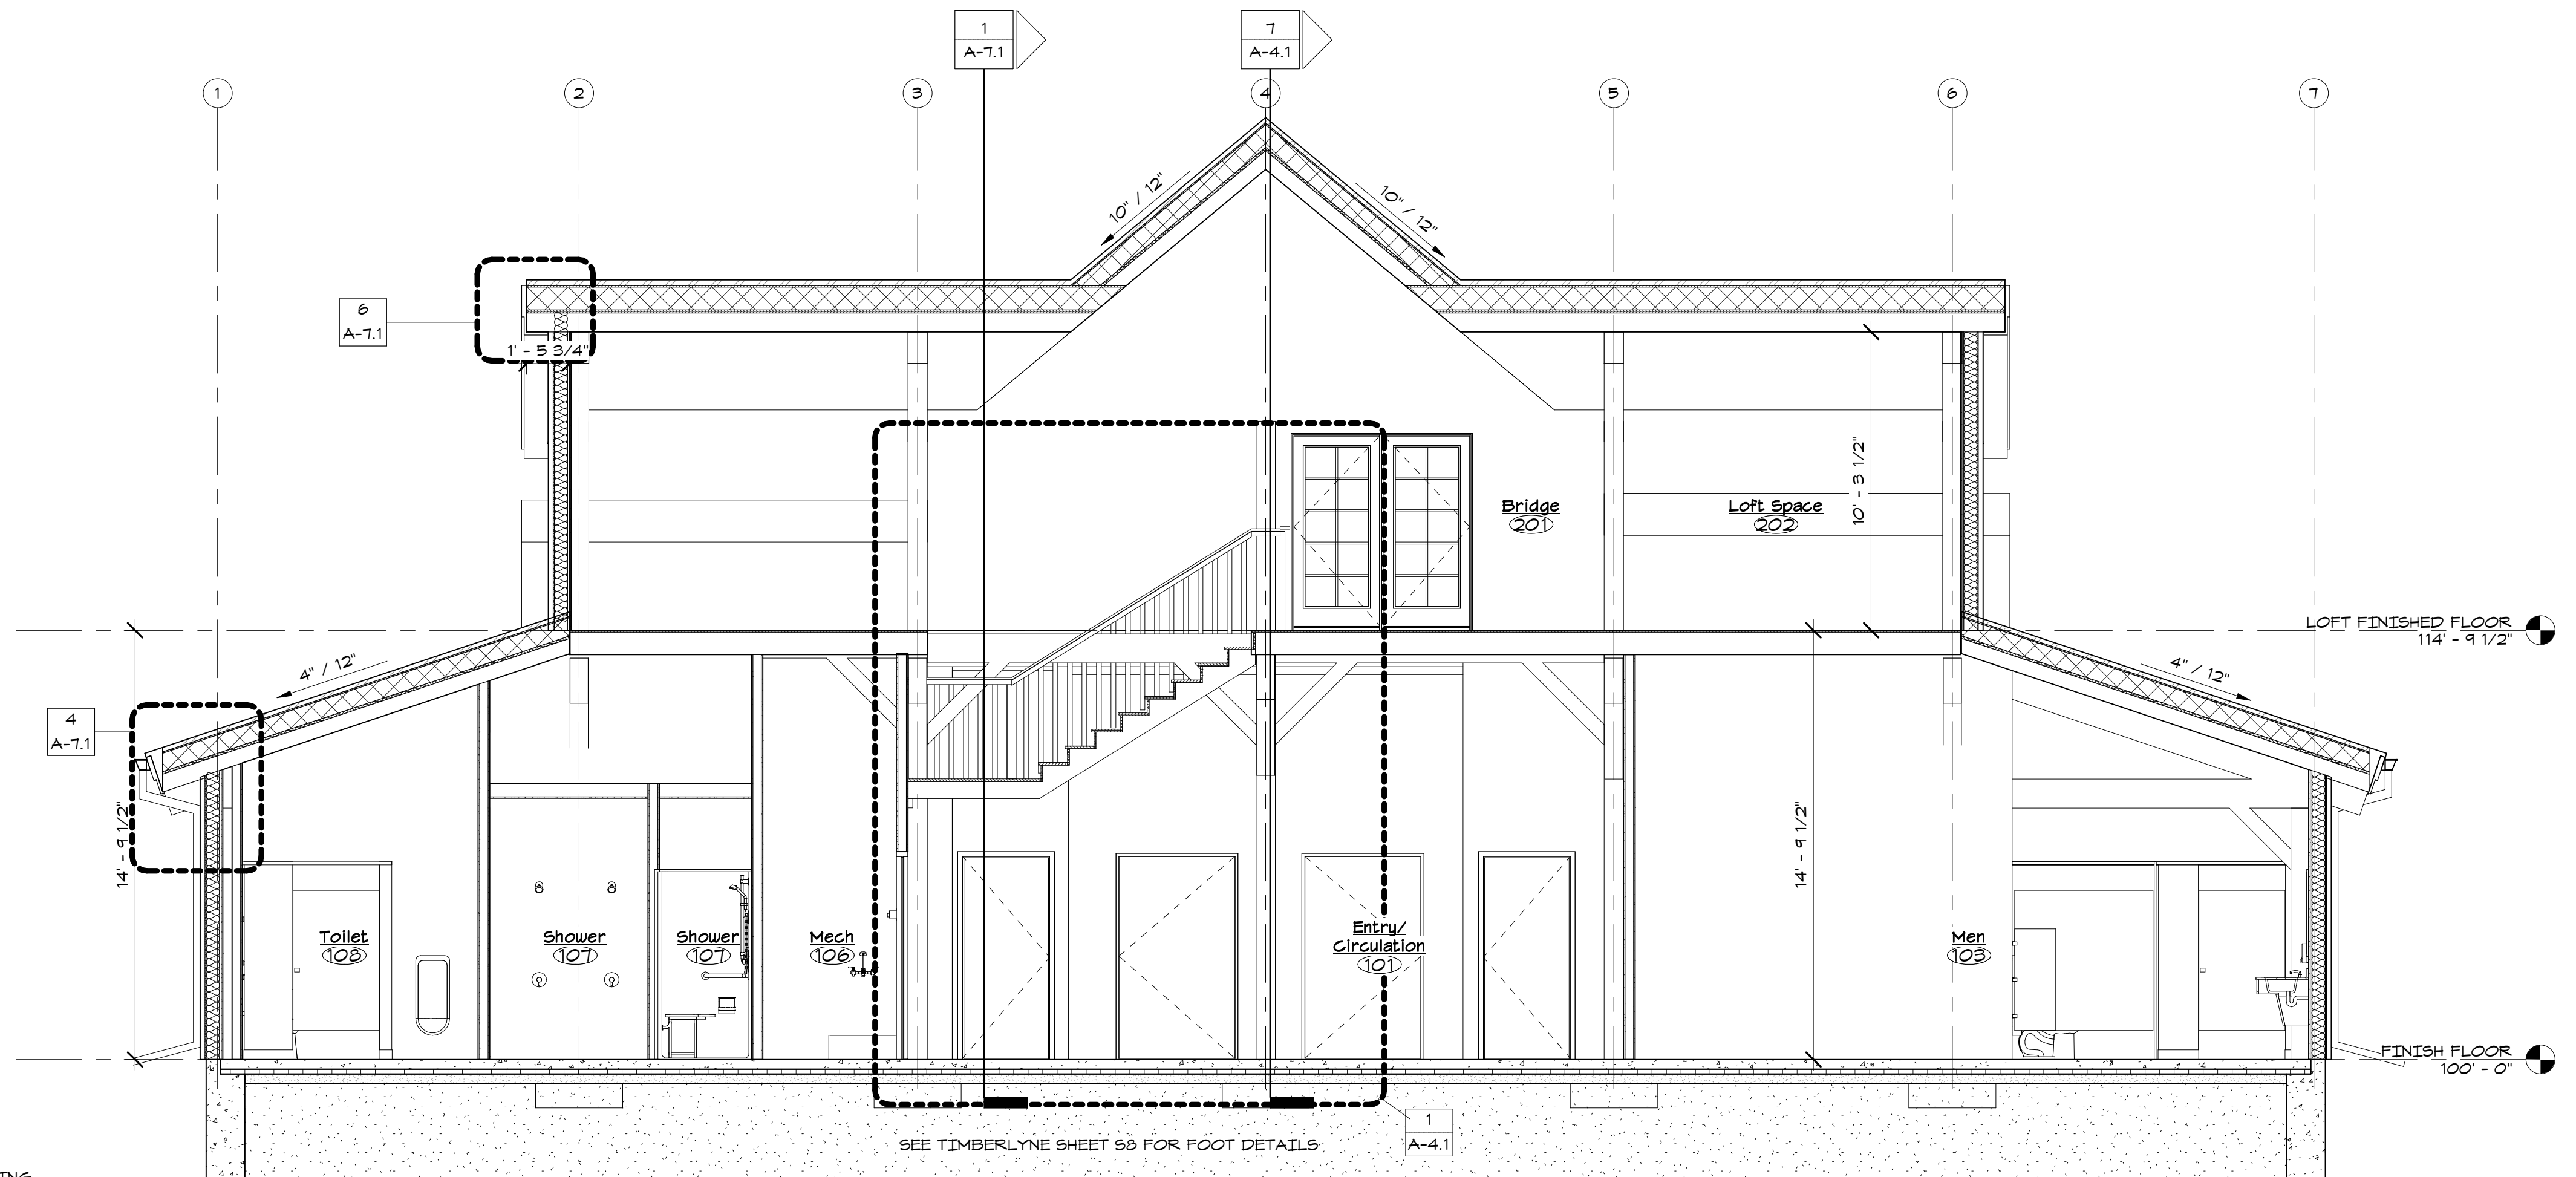 1
A-7.1
7
A-4.1
1
2
3
4
5
6
7
10" / 12"
10" / 12"
6
A-7.1
1' - 5 3/4"
10' - 3 1/2"
Bridge
201
Loft Space
202
LOFT FINISHED FLOOR
114' - 9 1/2"
4" / 12"
4" / 12"
4
A-7.1
14' - 9 1/2"
14' - 9 1/2"
Toilet
108
Shower
107
Shower
107
Mech
106
Entry/
Circulation
101
Men
103
FINISH FLOOR
100' - 0"
1
A-4.1
SEE TIMBERLYNE SHEET S8 FOR FOOT DETAILS